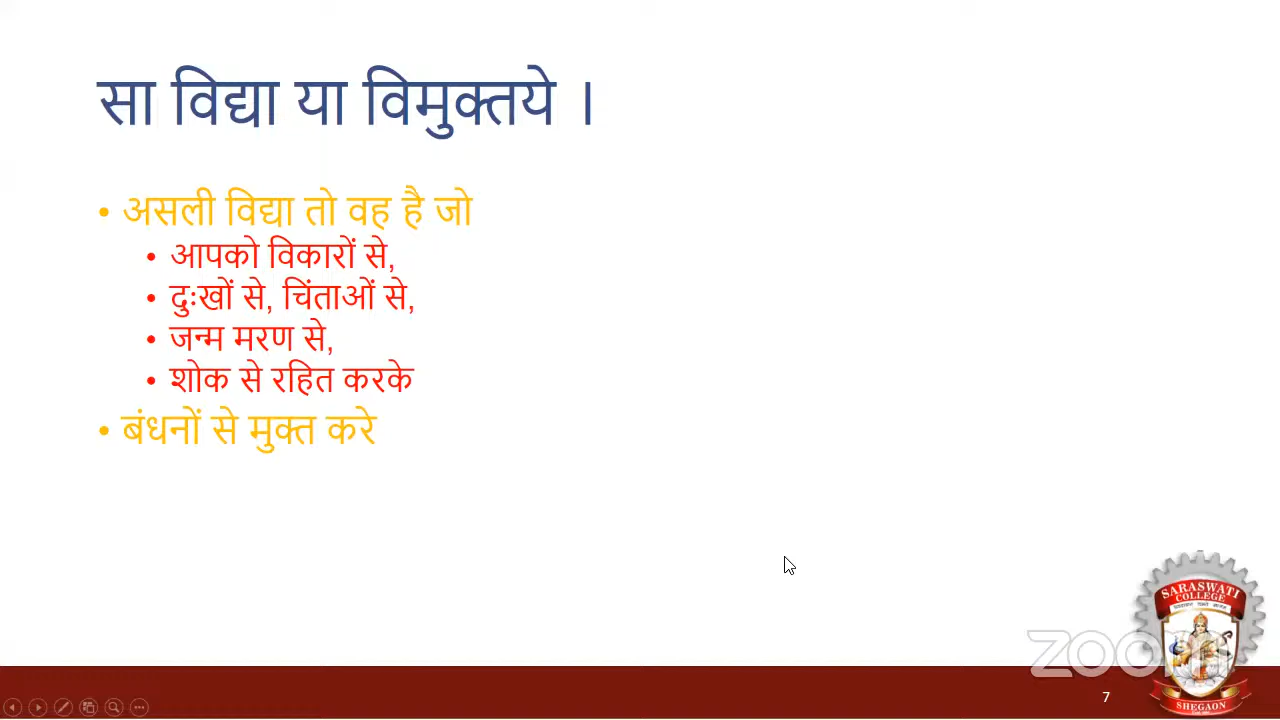 सा विद्या या विमुक्तये ।
• असली विद्या तो वह है जो
• आपको विकारों से,
• दुःखों से, चिंताओं से,
• जन्म मरण से,
• शोक से रहित करके
• बंधनों से मुक्त करे
SARASWATI
COLLEGE
zoom
7
SHEGAON